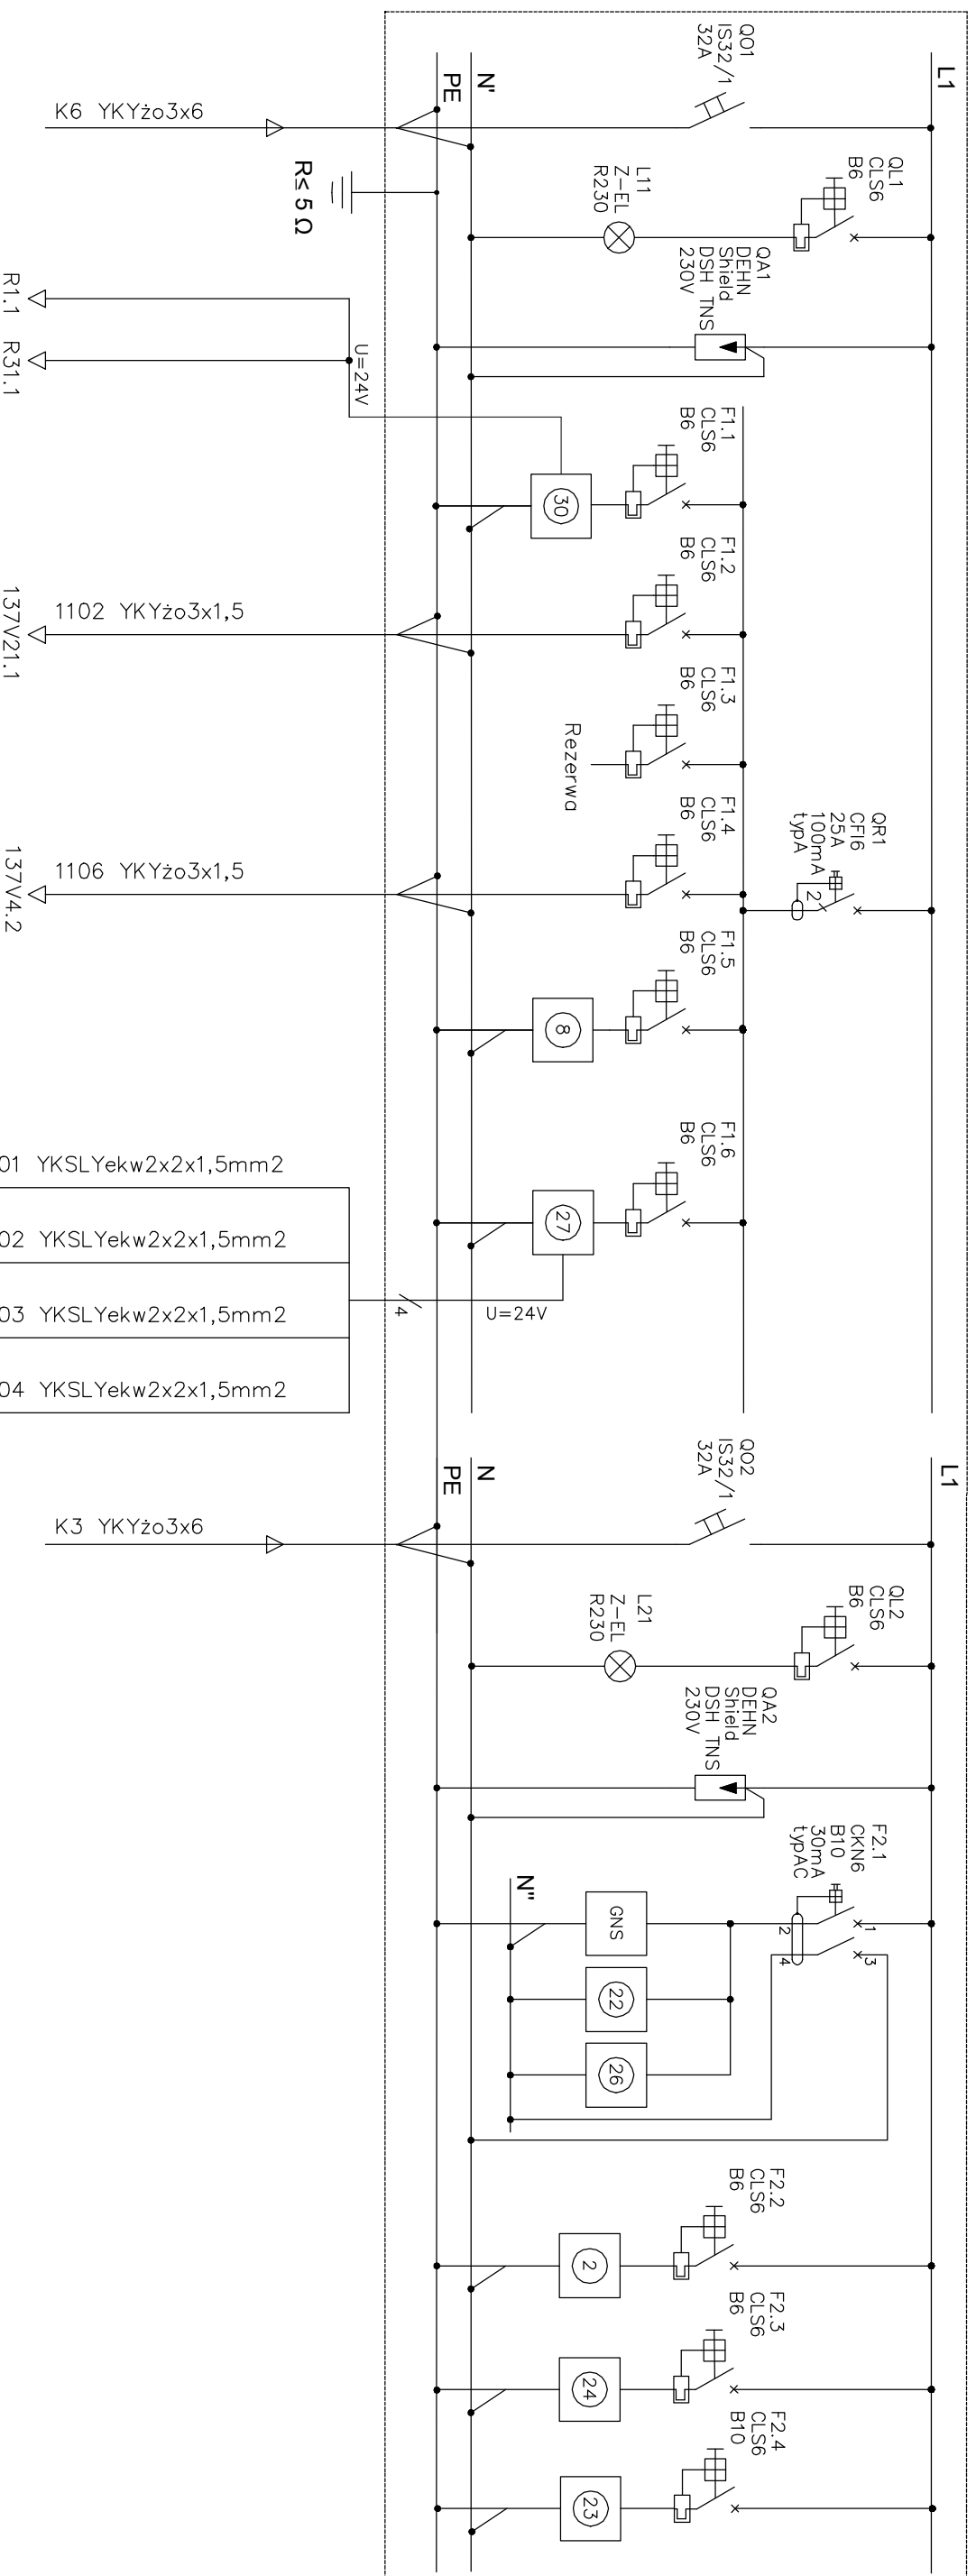 L1
N'
PE
QO1
IS32/1
32A
K6 YKYżo3x6
R≤ 5 Ω
QL1
CLS6
B6
L11
Z-EL
R230
QA1
DEHN
Shield
DSH TNS
230V
U=24V
R1.1
R31.1
F1.1
CLS6
B6
30
F1.2
CLS6
B6
1102 YKYżo3x1,5
137V21.1
F1.3
CLS6
B6
Rezerwa
QR1
CFI6
25A
100mA
typA
2
F1.4
CLS6
B6
1106 YKYżo3x1,5
137V4.2
F1.5
CLS6
B6
8
F1.6
CLS6
B6
27
U=24V
4
01 YKSLYekw2x2x1,5mm2
02 YKSLYekw2x2x1,5mm2
03 YKSLYekw2x2x1,5mm2
04 YKSLYekw2x2x1,5mm2
L1
N
PE
QO2
IS32/1
32A
K3 YKYżo3x6
QL2
CLS6
B6
L21
Z-EL
R230
QA2
DEHN
Shield
DSH TNS
230V
F2.1
CKN6
B10
30mA
typAC
1
3
2
4
N"
GNS
22
26
F2.2
CLS6
B6
2
F2.3
CLS6
B6
24
F2.4
CLS6
B10
23